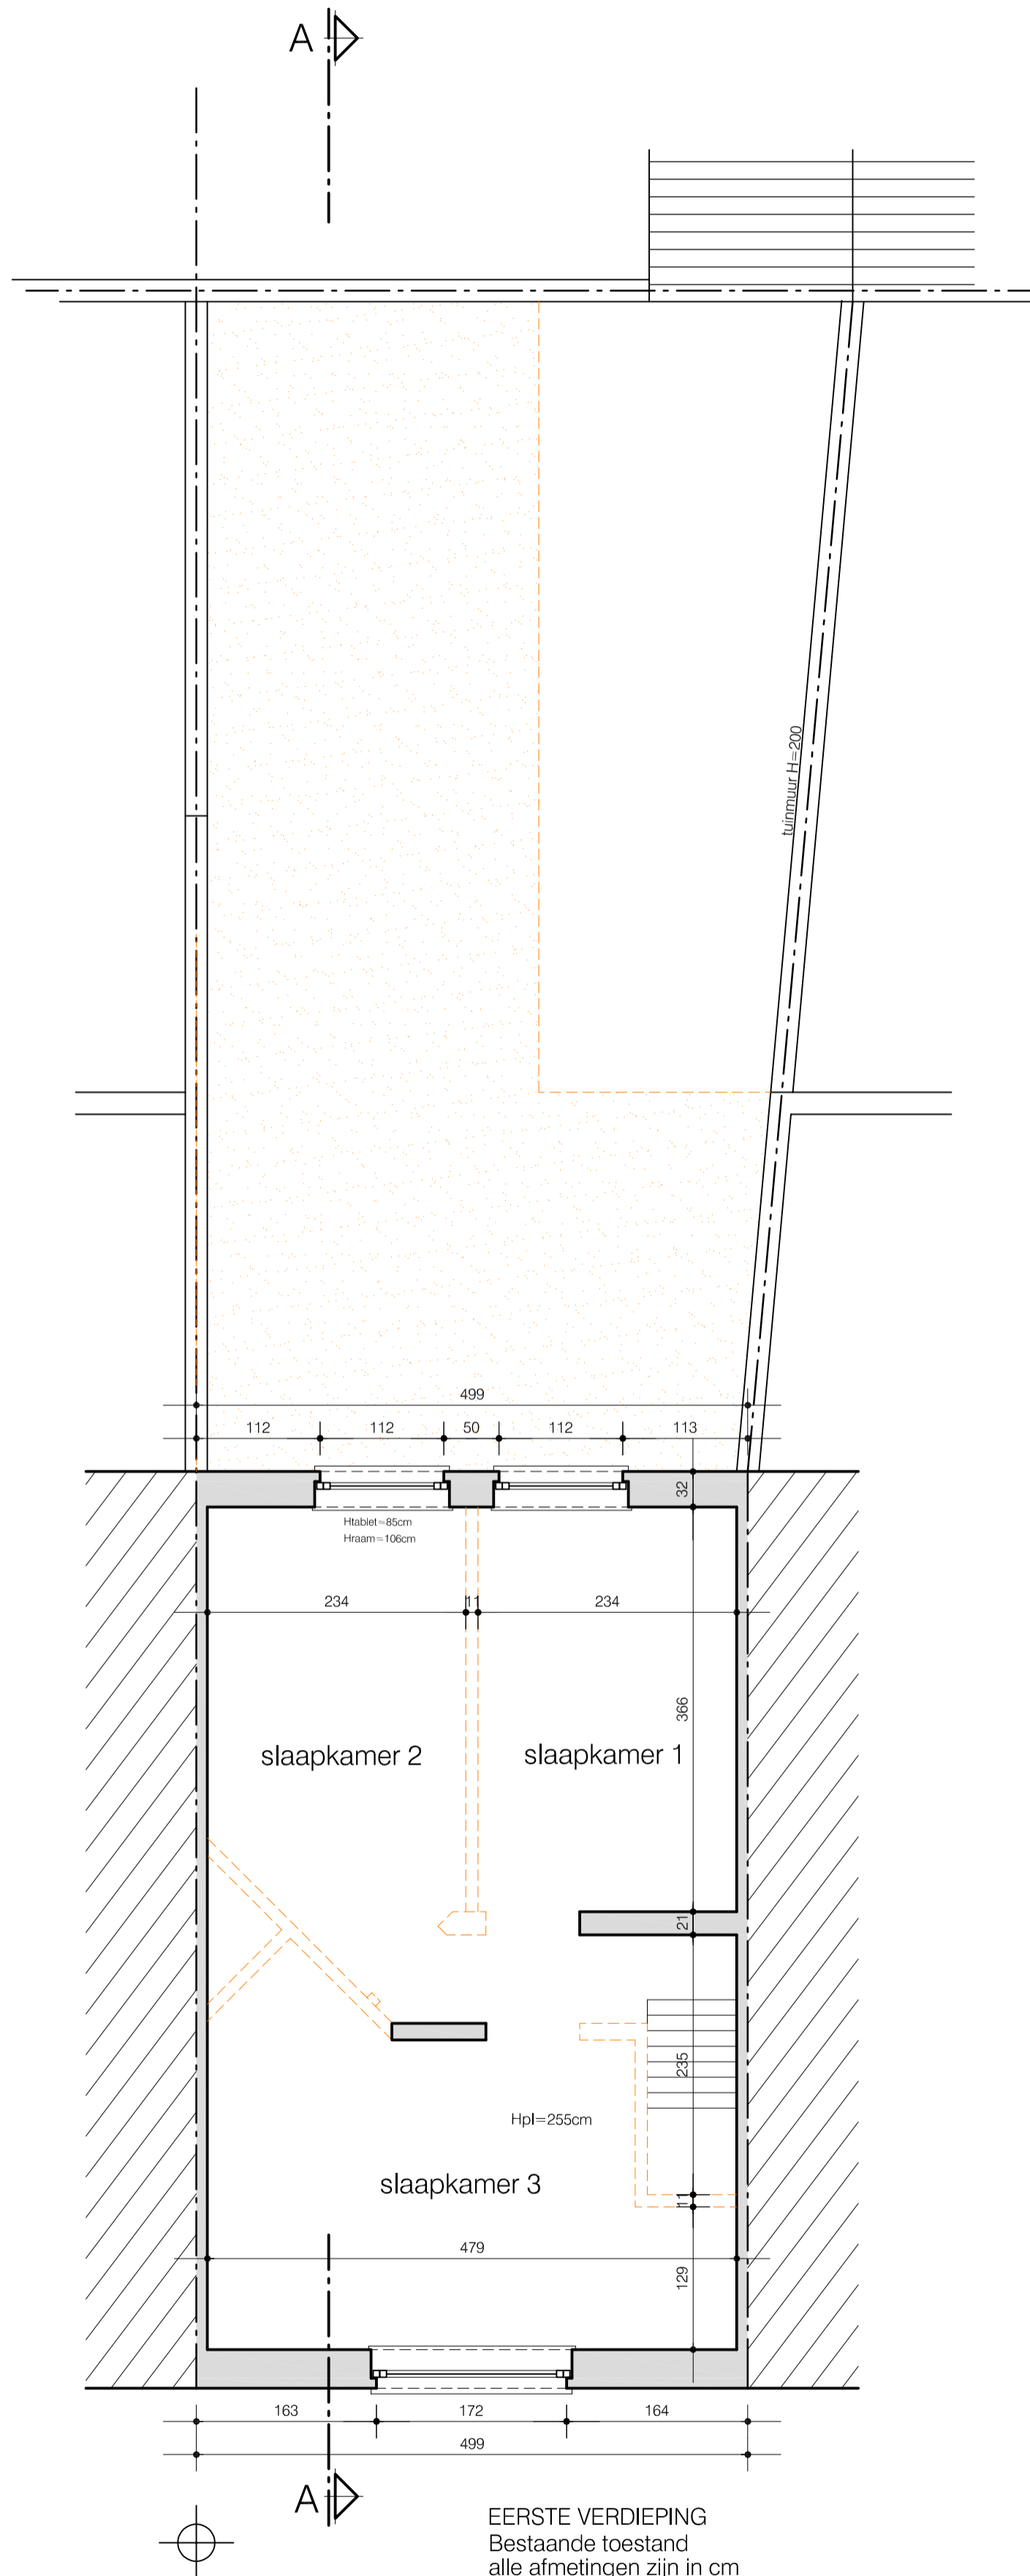 A
tuinmuur H=200
499
112 112 50 112 113
32
Htablet=85cm
Hraam=106cm
234 11 234
366
slaapkamer 2 slaapkamer 1
21
235
Hpl=255cm
slaapkamer 3
11
479
129
163 172 164
499
A
EERSTE VERDIEPING
Bestaande toestand
alle afmetingen zijn in cm